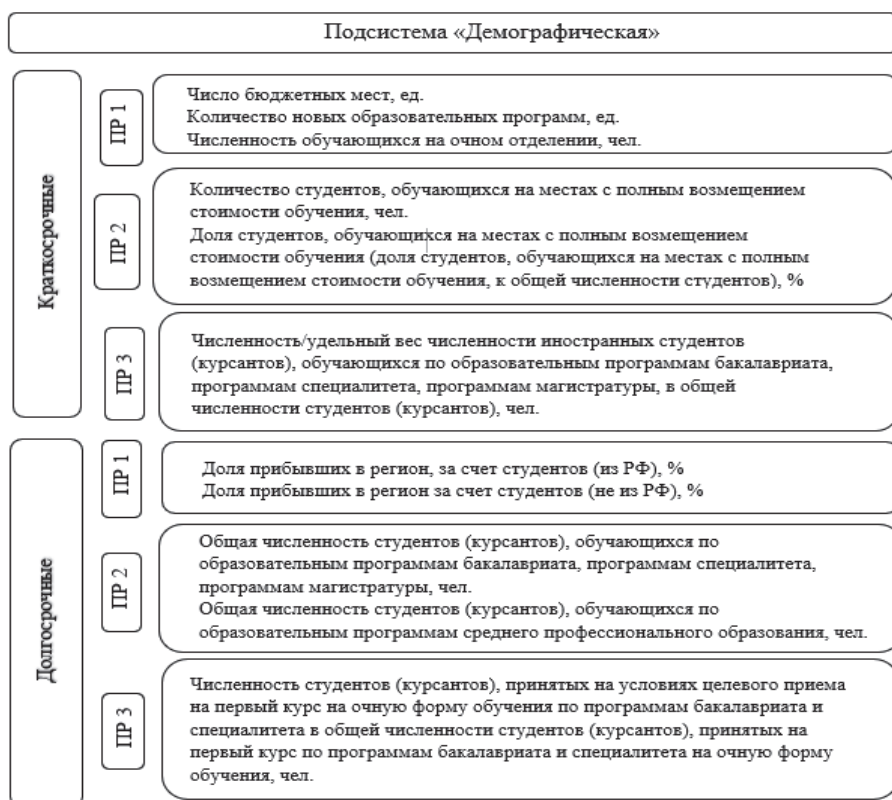 Подсистема «Демографическая»
Краткосрочные
ПР 1
Число бюджетных мест, ед.
Количество новых образовательных программ, ед.
Численность обучающихся на очном отделении, чел.
ПР 2
Количество студентов, обучающихся на местах с полным возмещением
стоимости обучения, чел.
Доля студентов, обучающихся на местах с полным возмещением
стоимости обучения (доля студентов, обучающихся на местах с полным
возмещением стоимости обучения, к общей численности студентов), %
ПР 3
Численность/удельный вес численности иностранных студентов
(курсантов), обучающихся по образовательным программам бакалавриата,
программам специалитета, программам магистратуры, в общей
численности студентов (курсантов), чел.
Долгосрочные
ПР 1
Доля прибывших в регион, за счет студентов (из РФ), %
Доля прибывших в регион за счет студентов (не из РФ), %
ПР 2
Общая численность студентов (курсантов), обучающихся по
образовательным программам бакалавриата, программам специалитета,
программам магистратуры, чел.
Общая численность студентов (курсантов), обучающихся по
образовательным программам среднего профессионального образования, чел.
ПР 3
Численность студентов (курсантов), принятых на условиях целевого приема
на первый курс на очную форму обучения по программам бакалавриата и
специалитета в общей численности студентов (курсантов), принятых на
первый курс по программам бакалавриата и специалитета на очную форму
обучения, чел.